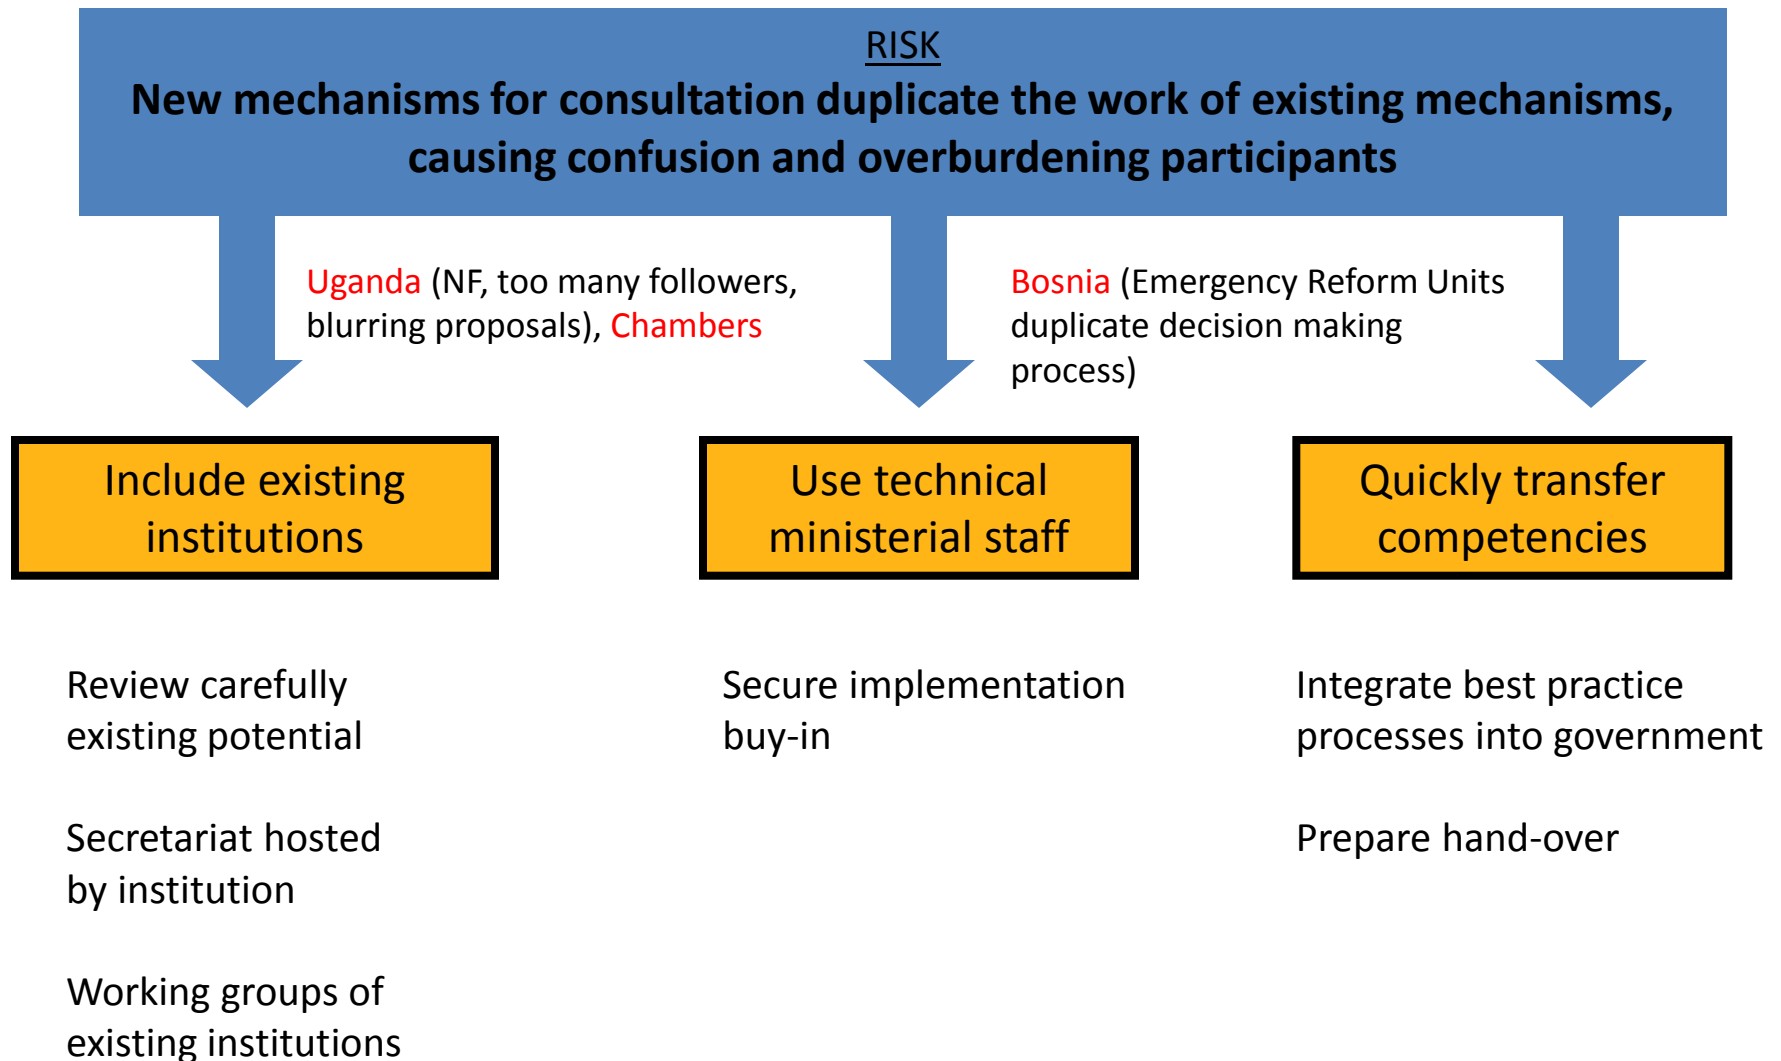 RISK
New mechanisms for consultation duplicate the work of existing mechanisms,
causing confusion and overburdening participants
Uganda (NF, too many followers,
blurring proposals), Chambers
Bosnia (Emergency Reform Units
duplicate decision making
process)
Include existing
institutions
Use technical
ministerial staff
Quickly transfer
competencies
Review carefully
existing potential
Secretariat hosted
by institution
Working groups of
existing institutions
Secure implementation
buy-in
Integrate best practice
processes into government
Prepare hand-over